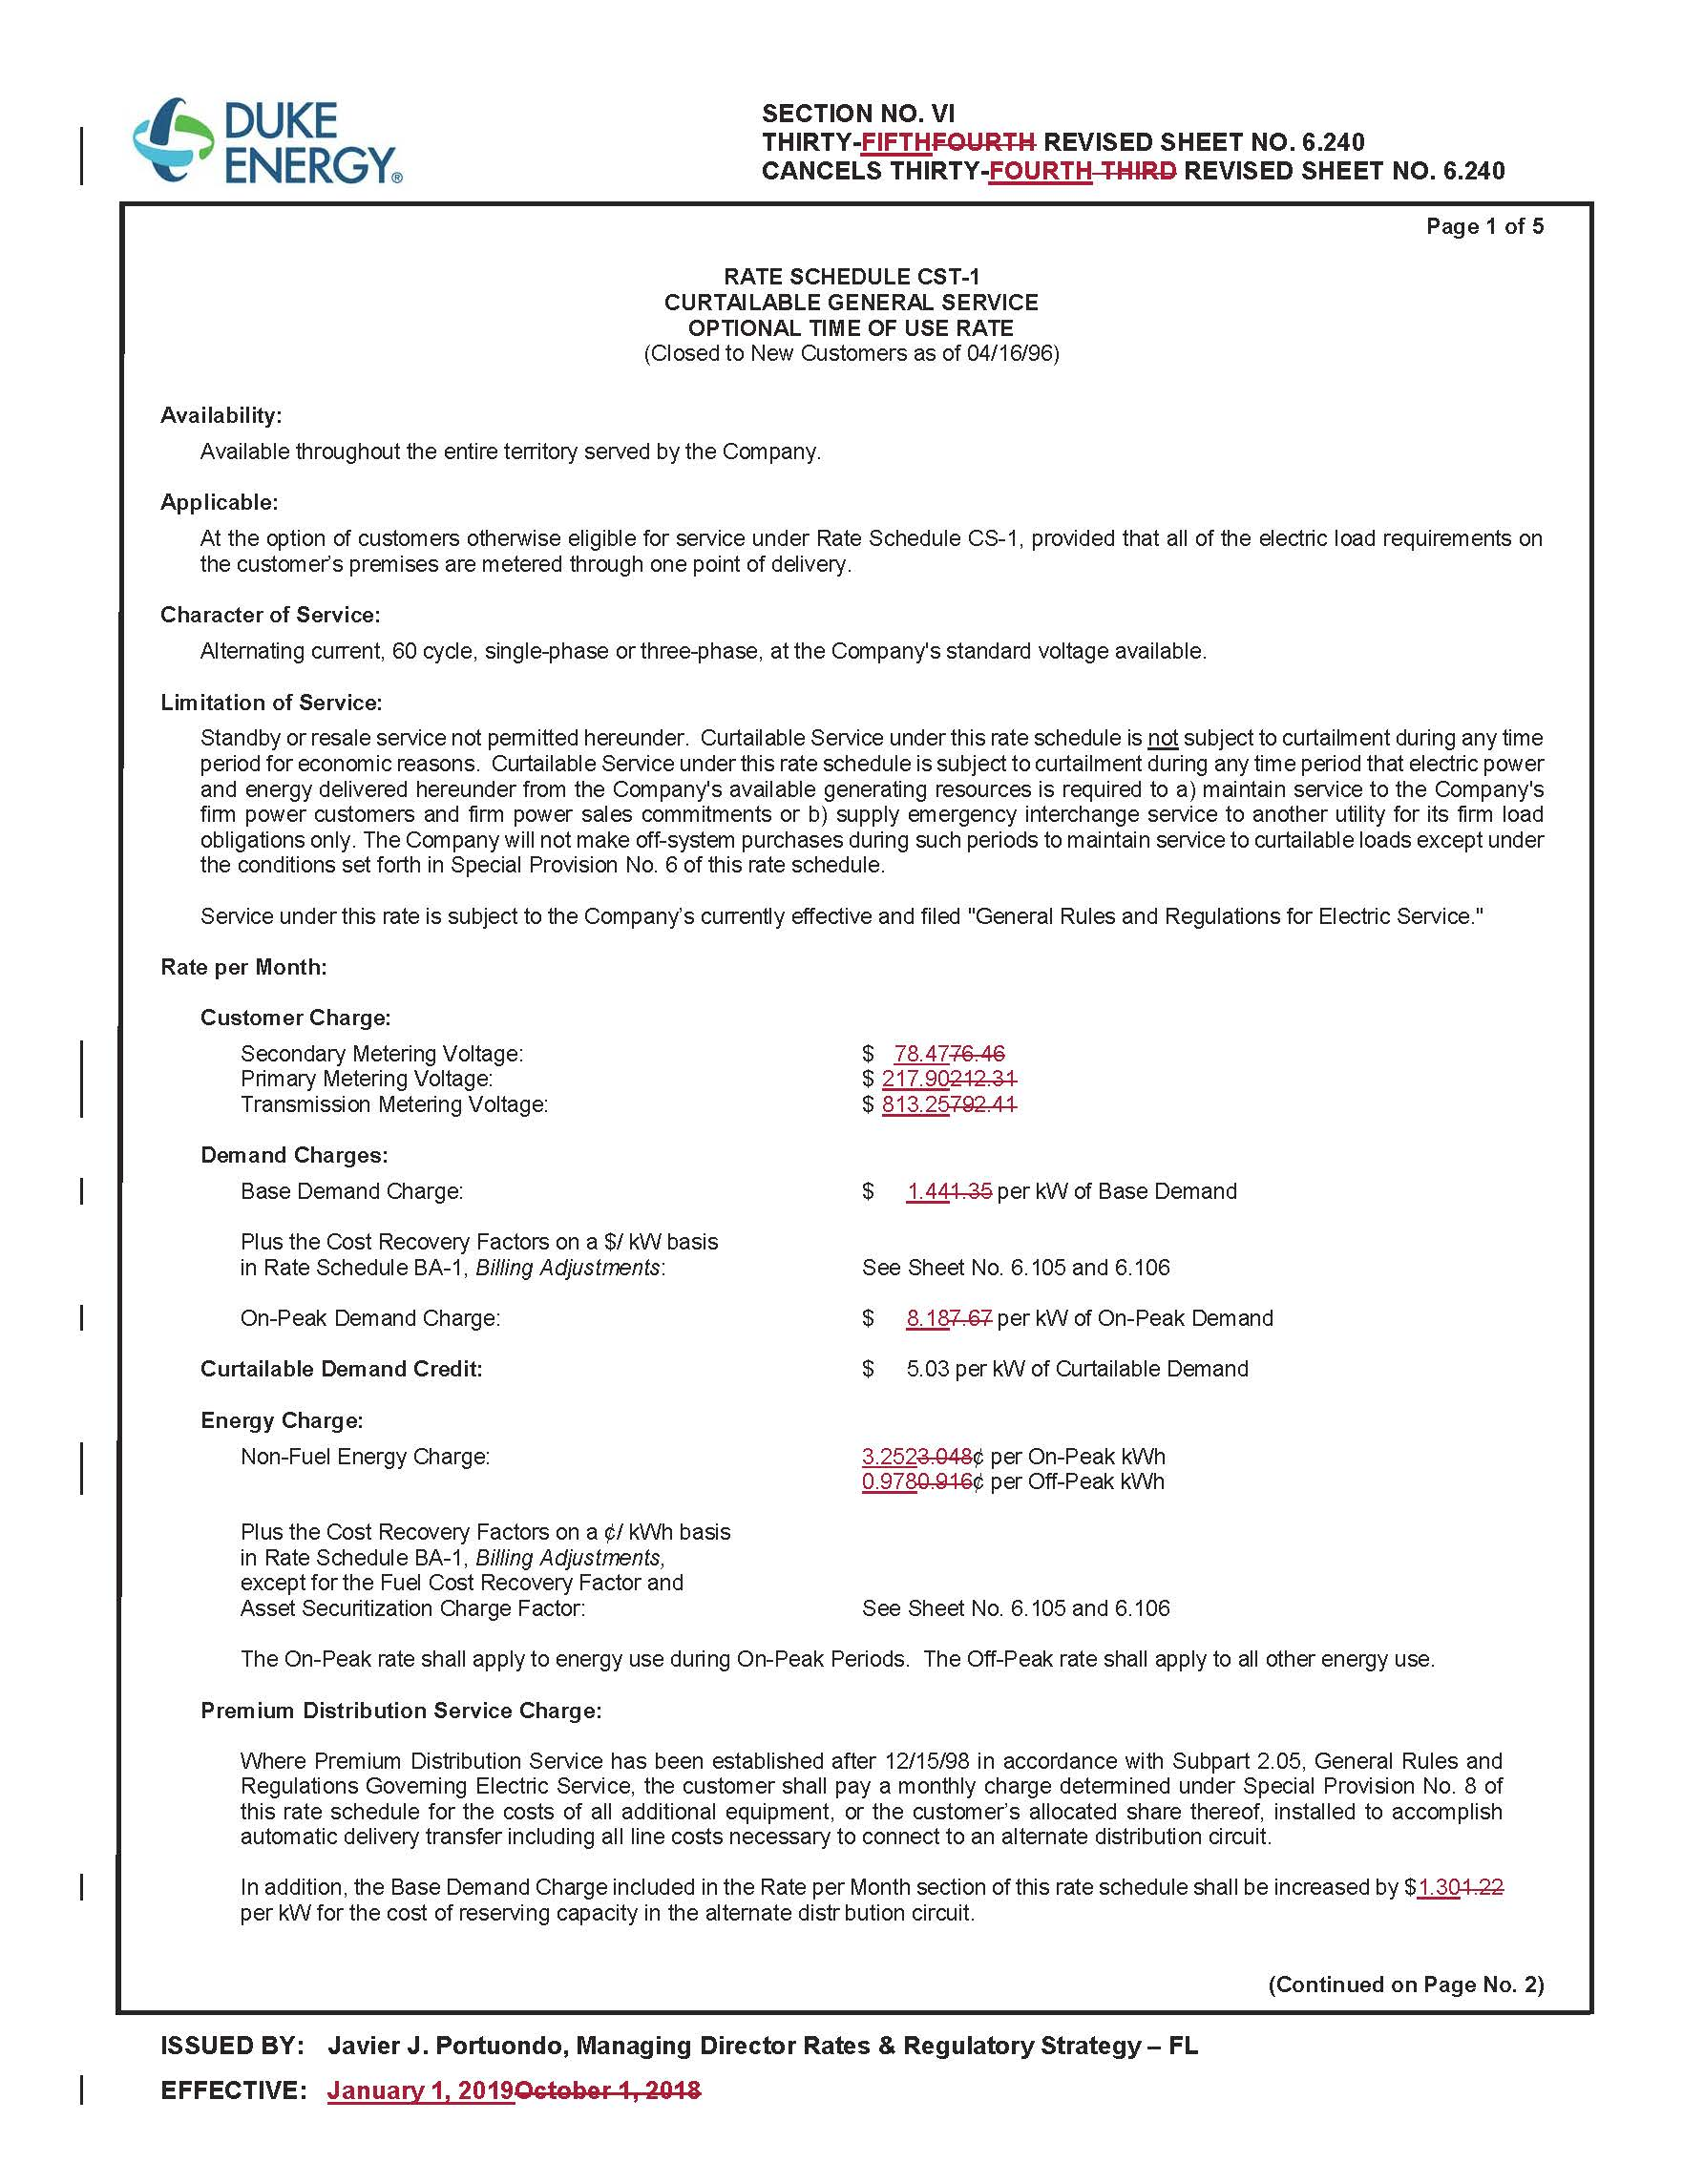 DUKE
ENERGY®
SECTION NO. VI
THIRTY-FIFTHFOURTH REVISED SHEET NO. 6.240
CANCELS THIRTY-FOURTH THIRD REVISED SHEET NO. 6.240
Page 1 of 5
RATE SCHEDULE CST-1
CURTAILABLE GENERAL SERVICE
OPTIONAL TIME OF USE RATE
(Closed to New Customers as of 04/16/96)
Availability:
Available throughout the entire territory served by the Company.
Applicable:
At the option of customers otherwise eligible for service under Rate Schedule CS-1, provided that all of the electric load requirements on
the customer’s premises are metered through one point of delivery.
Character of Service:
Alternating current, 60 cycle, single-phase or three-phase, at the Company's standard voltage available.
Limitation of Service:
Standby or resale service not permitted hereunder. Curtailable Service under this rate schedule is not subject to curtailment during any time
period for economic reasons. Curtailable Service under this rate schedule is subject to curtailment during any time period that electric power
and energy delivered hereunder from the Company's available generating resources is required to a) maintain service to the Company's
firm power customers and firm power sales commitments or b) supply emergency interchange service to another utility for its firm load
obligations only. The Company will not make off-system purchases during such periods to maintain service to curtailable loads except under
the conditions set forth in Special Provision No. 6 of this rate schedule.
Service under this rate is subject to the Company’s currently effective and filed "General Rules and Regulations for Electric Service."
Rate per Month:
Customer Charge:
Secondary Metering Voltage: $ 78.4776.46
Primary Metering Voltage: $ 217.90212.31
Transmission Metering Voltage: $ 813.25792.41
Demand Charges:
Base Demand Charge: $ 1.441.35 per kW of Base Demand
Plus the Cost Recovery Factors on a $/ kW basis
in Rate Schedule BA-1, Billing Adjustments: See Sheet No. 6.105 and 6.106
On-Peak Demand Charge: $ 8.187.67 per kW of On-Peak Demand
Curtailable Demand Credit: $ 5.03 per kW of Curtailable Demand
Energy Charge:
Non-Fuel Energy Charge: 3.2523.048¢ per On-Peak kWh
0.9780.916¢ per Off-Peak kWh
Plus the Cost Recovery Factors on a ¢/ kWh basis
in Rate Schedule BA-1, Billing Adjustments,
except for the Fuel Cost Recovery Factor and
Asset Securitization Charge Factor: See Sheet No. 6.105 and 6.106
The On-Peak rate shall apply to energy use during On-Peak Periods. The Off-Peak rate shall apply to all other energy use.
Premium Distribution Service Charge:
Where Premium Distribution Service has been established after 12/15/98 in accordance with Subpart 2.05, General Rules and
Regulations Governing Electric Service, the customer shall pay a monthly charge determined under Special Provision No. 8 of
this rate schedule for the costs of all additional equipment, or the customer’s allocated share thereof, installed to accomplish
automatic delivery transfer including all line costs necessary to connect to an alternate distribution circuit.
In addition, the Base Demand Charge included in the Rate per Month section of this rate schedule shall be increased by $1.301.22
per kW for the cost of reserving capacity in the alternate distr bution circuit.
(Continued on Page No. 2)
ISSUED BY: Javier J. Portuondo, Managing Director Rates & Regulatory Strategy – FL
EFFECTIVE: January 1, 2019October 1, 2018